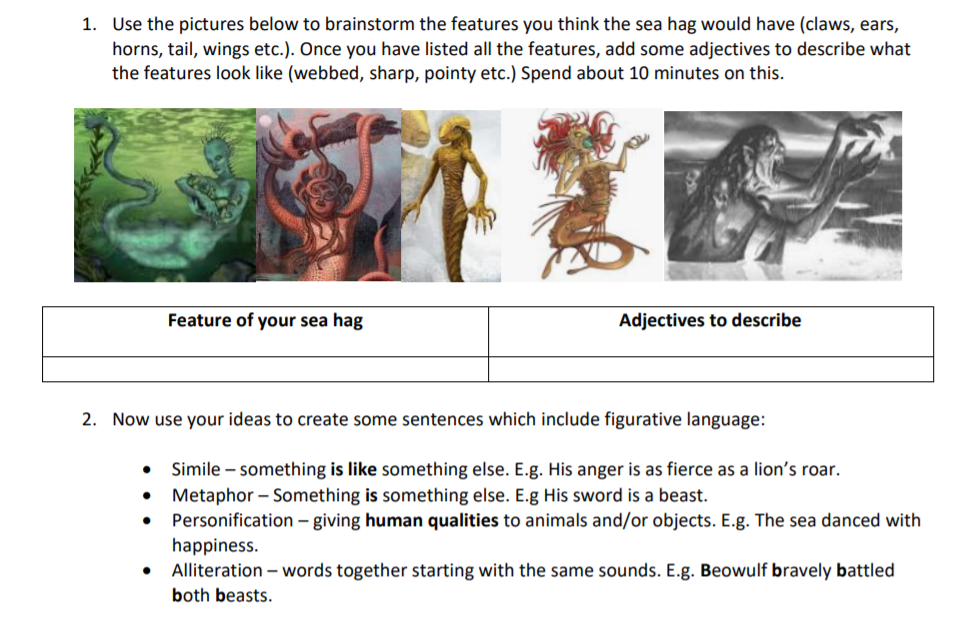 1. Use the pictures below to brainstorm the features you think the sea hag would have (claws, ears,
horns, tail, wings etc.). Once you have listed all the features, add some adjectives to describe what
the features look like (webbed, sharp, pointy etc.) Spend about 10 minutes on this.
Feature of your sea hag
Adjectives to describe
2. Now use your ideas to create some sentences which include figurative language:
• Simile – something is like something else. E.g. His anger is as fierce as a lion’s roar.
• Metaphor – Something is something else. E.g His sword is a beast.
• Personification – giving human qualities to animals and/or objects. E.g. The sea danced with
happiness.
• Alliteration – words together starting with the same sounds. E.g. Beowulf bravely battled
both beasts.